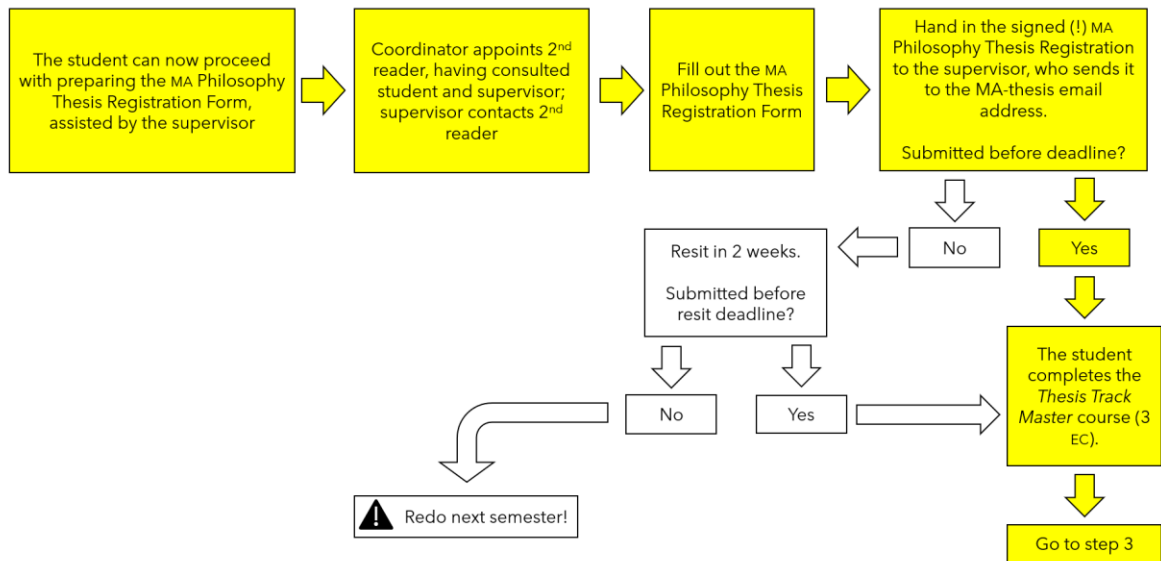 The student can now proceed
with preparing the MA Philosophy
Thesis Registration Form,
assisted by the supervisor
Coordinator appoints 2nd
reader, having consulted
student and supervisor;
supervisor contacts 2nd
reader
Fill out the MA
Philosophy Thesis
Registration Form
Hand in the signed (!) MA
Philosophy Thesis Registration
to the supervisor, who sends it
to the MA-thesis email
address.
Submitted before deadline?
No
Yes
Resit in 2 weeks.
Submitted before
resit deadline?
No
Yes
The student
completes the
Thesis Track
Master course (3
EC).
Redo next semester!
Go to step 3